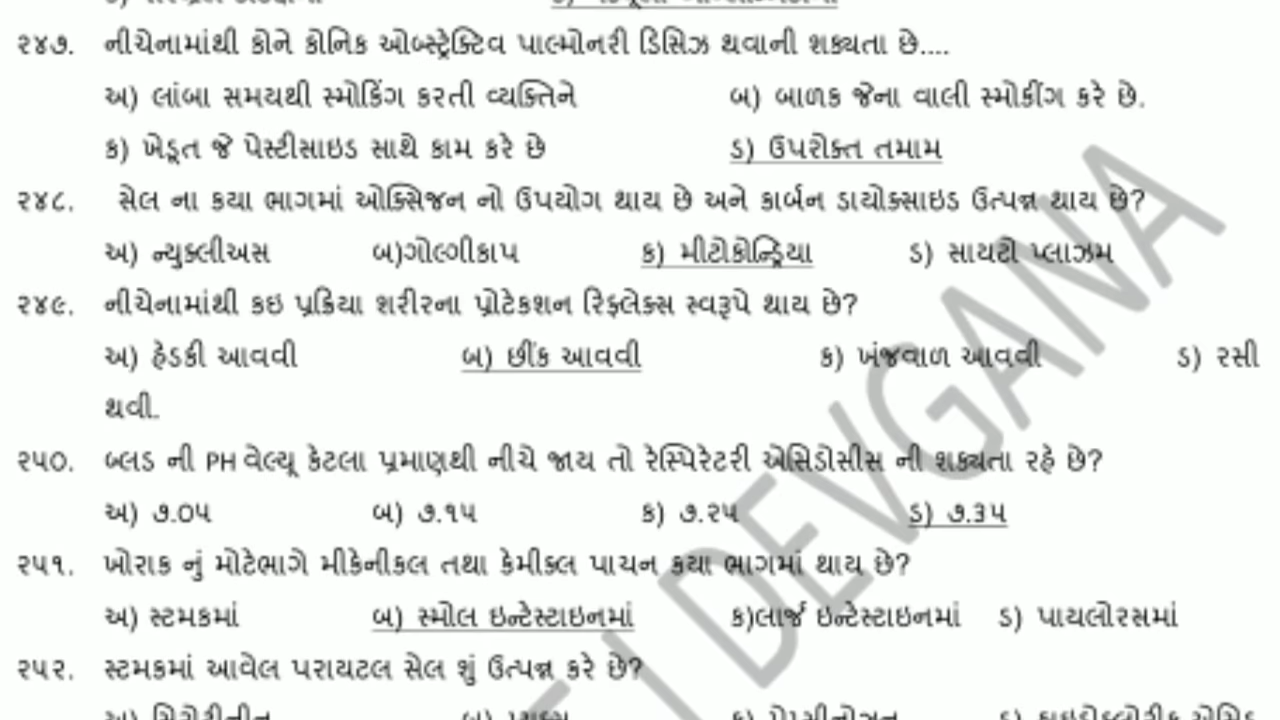 ૨૪૭. નીચેનામાંથી કોને ક્રોનિક ઓબ્સ્ટ્રેક્ટિવ પાલ્મોનરી ડિસિઝ થવાની શક્યતા છે....
અ) લાંબા સમયથી સ્મોકિંગ કરતી વ્યક્તિને બ) બાળક જેના વાલી સ્મોકીંગ કરે છે.
ક) ખેડૂત જે પેસ્ટીસાઇડ સાથે કામ કરે છે ડ) ઉપરોક્ત તમામ
૨૪૮. સેલ ના કયા ભાગમાં ઓક્સિજન નો ઉપયોગ થાય છે અને કાર્બન ડાયોક્સાઇડ ઉત્પન્ન થાય છે?
અ) ન્યુક્લીઅસ બ)ગોલ્ગીકાપ ક) મીટોકોન્ડ્રિયા ડ) સાયટો પ્લાઝમ
૨૪૯. નીચેનામાંથી કઇ પ્રક્રિયા શરીરના પ્રોટેકશન રિફ્લેક્સ સ્વરૂપે થાય છે?
અ) હેડકી આવવી બ) છીંક આવવી ક) ખંજવાળ આવવી ડ) રસી
થવી.
૨૫૦. બ્લડ ની PH વેલ્યૂ કેટલા પ્રમાણથી નીચે જાય તો રેસ્પિરેટરી એસિડોસીસ ની શક્યતા રહે છે?
અ) ૭.૦૫ બ) ૭.૧૫ ક) ૭.૨૫ ડ) ૭.૩૫
૨૫૧. ખોરાક નું મોટેભાગે મીકેનીકલ તથા કેમીકલ પાચન કયા ભાગમાં થાય છે?
અ) સ્ટમકમાં બ) સ્મોલ ઇન્ટેસ્ટાઇનમાં ક)લાર્જ ઇન્ટેસ્ટાઇનમાં ડ) પાયલોરસમાં
૨૫૨. સ્ટમકમાં આવેલ પરાયટલ સેલ શું ઉત્પન્ન કરે છે?
I DEVGANA